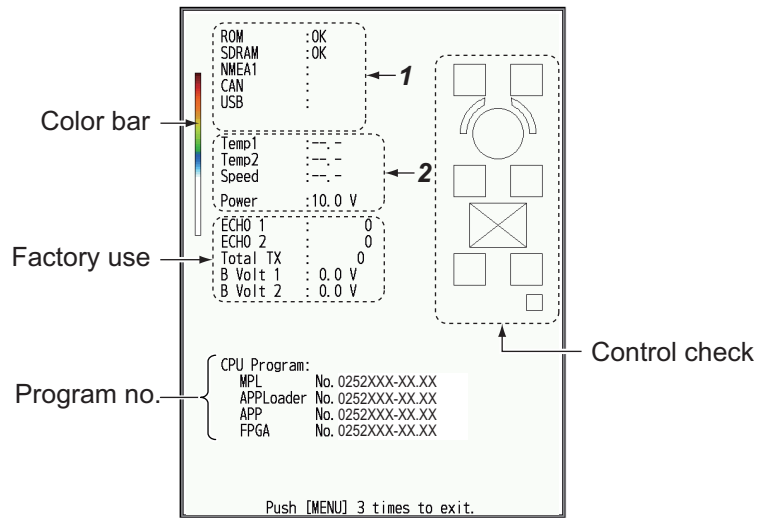 ROM :OK
SDRAM :OK
NMEA1 :
CAN :
USB :
1
Color bar
Temp1 :--.-
Temp2 :--.-
Speed :--.-
2
Power :10.0 V
ECHO 1 : 0
ECHO 2 : 0
Factory use
Total TX : 0
B Volt 1 : 0.0 V
B Volt 2 : 0.0 V
Control check
CPU Program:
Program no.
MPL No. 0252XXX-XX.XX
APPLoader No. 0252XXX-XX.XX
APP No. 0252XXX-XX.XX
FPGA No. 0252XXX-XX.XX
Push [MENU] 3 times to exit.